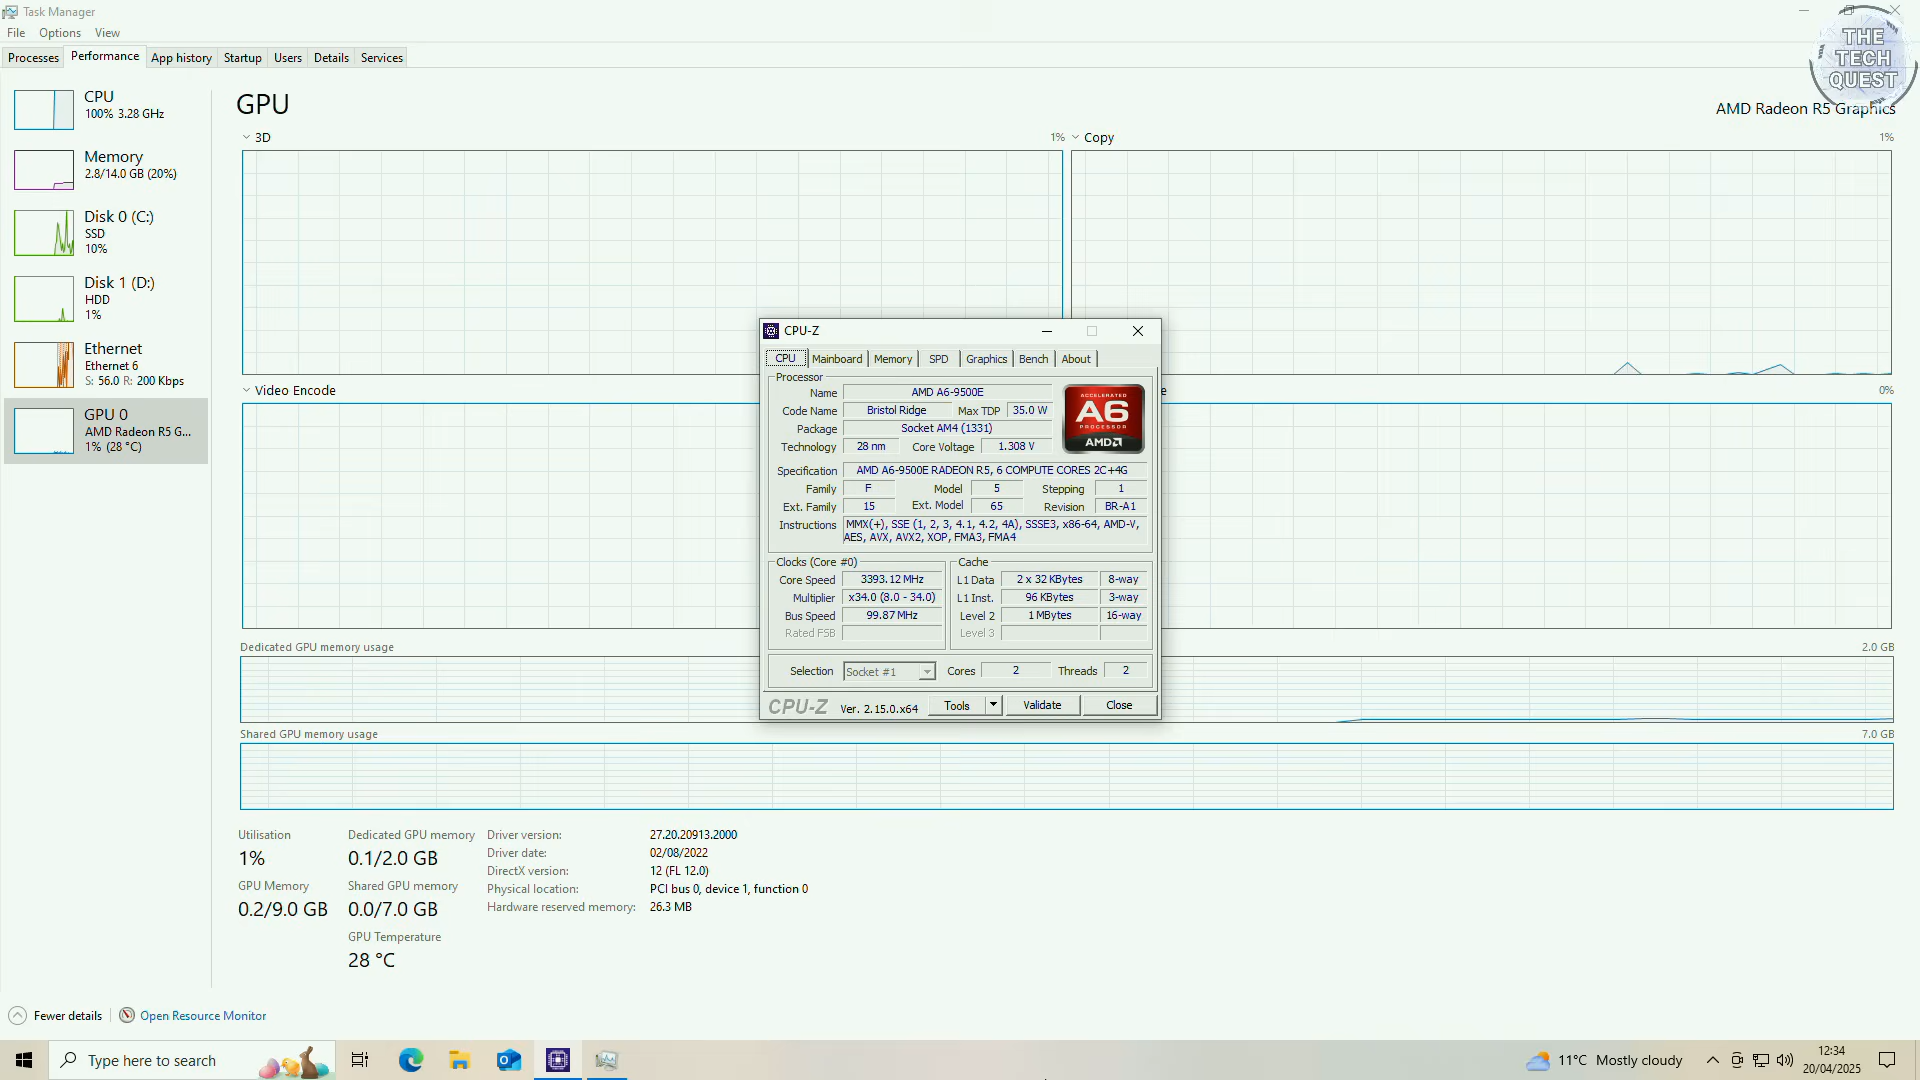 Task Manager
File Options View
Processes Performance App history Startup Users Details Services
THE
TECH
QUEST
CPU
100% 3.28 GHz
Memory
2.8/14.0 GB (20%)
Disk 0 (C:)
SSD
10%
Disk 1 (D:)
HDD
1%
Ethernet
Ethernet 6
S: 56.0 R: 200 Kbps
GPU 0
AMD Radeon R5 G...
1% (28 °C)
GPU
AMD Radeon R5 Graphics
3D 1%
Copy 1%
Video Encode
0%
CPU-Z
CPU Mainboard Memory SPD Graphics Bench About
Processor
Name AMD A6-9500E
Code Name Bristol Ridge Max TDP 35.0 W
Package Socket AM4 (1331)
Technology 28 nm Core Voltage 1.308 V
ACCELERATED
A6
PROCESSOR
AMD
Specification AMD A6-9500E RADEON R5, 6 COMPUTE CORES 2C+4G
Family F Model 5 Stepping 1
Ext. Family 15 Ext. Model 65 Revision BR-A1
Instructions MMX(+), SSE (1, 2, 3, 4.1, 4.2, 4A), SSSE3, x86-64, AMD-V,
AES, AVX, AVX2, XOP, FMA3, FMA4
Clocks (Core #0)
Core Speed 3393.12 MHz
Multiplier x34.0 (8.0 - 34.0)
Bus Speed 99.87 MHz
Rated FSB
Cache
L1 Data 2 x 32 KBytes 8-way
L1 Inst. 96 KBytes 3-way
Level 2 1 MBytes 16-way
Level 3
Selection Socket #1 Cores 2 Threads 2
CPU-Z Ver. 2.15.0.x64 Tools Validate Close
Dedicated GPU memory usage 2.0 GB
Shared GPU memory usage 7.0 GB
Utilisation
1%
Dedicated GPU memory
0.1/2.0 GB
GPU Memory
0.2/9.0 GB
Shared GPU memory
0.0/7.0 GB
GPU Temperature
28 °C
Driver version: 27.20.20913.2000
Driver date: 02/08/2022
DirectX version: 12 (FL 12.0)
Physical location: PCI bus 0, device 1, function 0
Hardware reserved memory: 26.3 MB
Fewer details Open Resource Monitor
Type here to search
11°C Mostly cloudy
12:34
20/04/2025